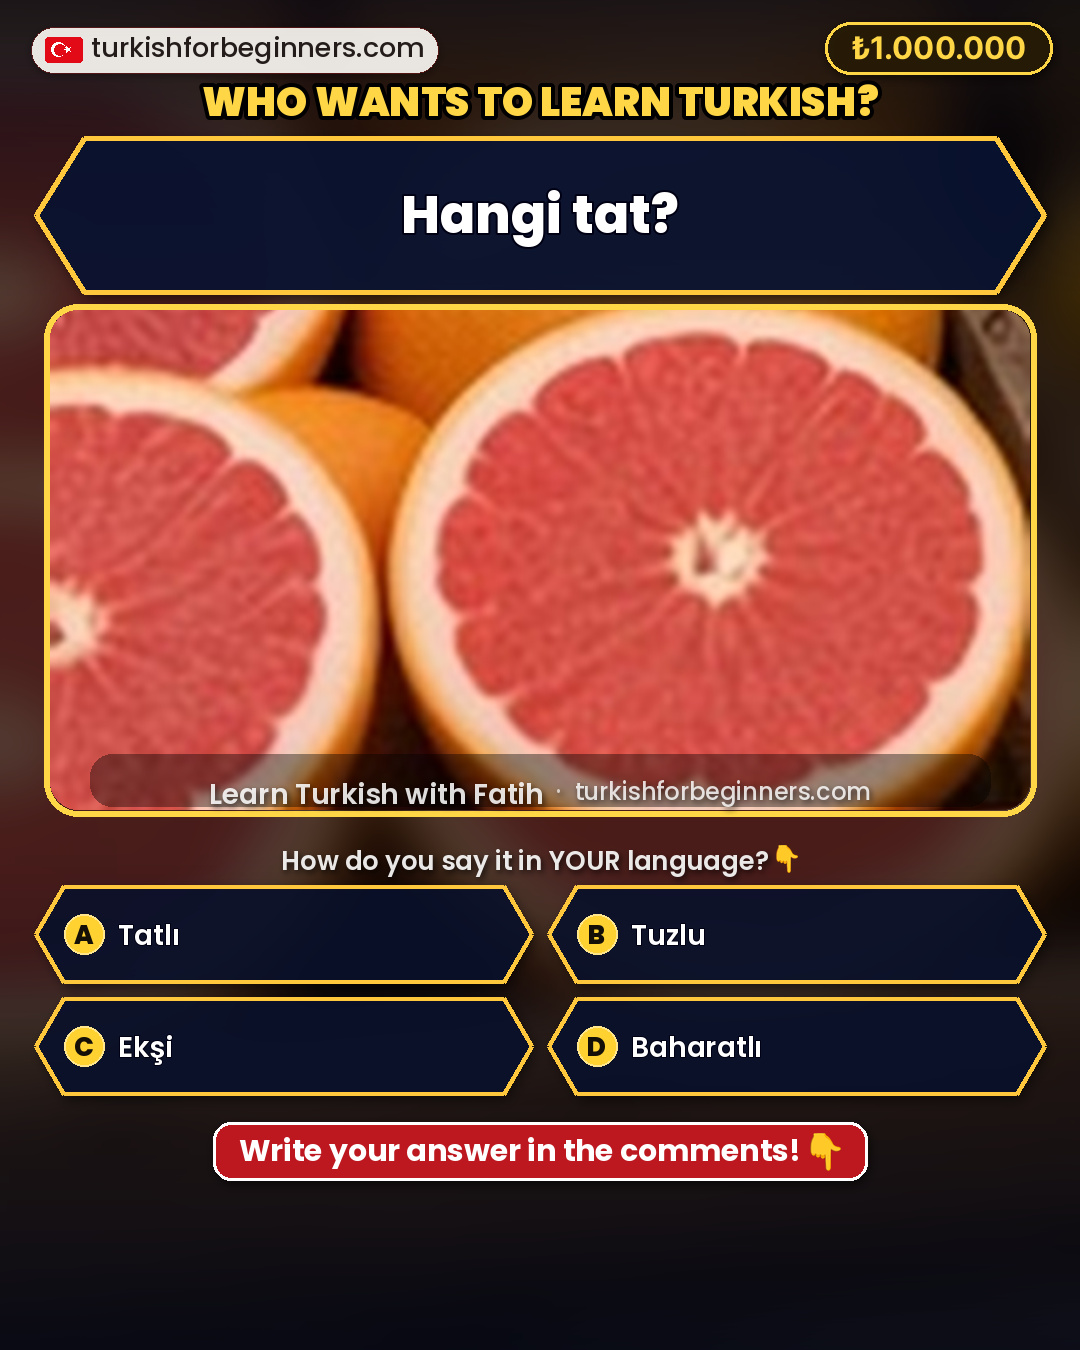 turkishforbeginners.com
₺1.000.000
WHO WANTS TO LEARN TURKISH?
Hangi tat?
Learn Turkish with Fatih · turkishforbeginners.com
How do you say it in YOUR language?👇
A Tatlı
B Tuzlu
C Ekşi
D Baharatlı
Write your answer in the comments!👇